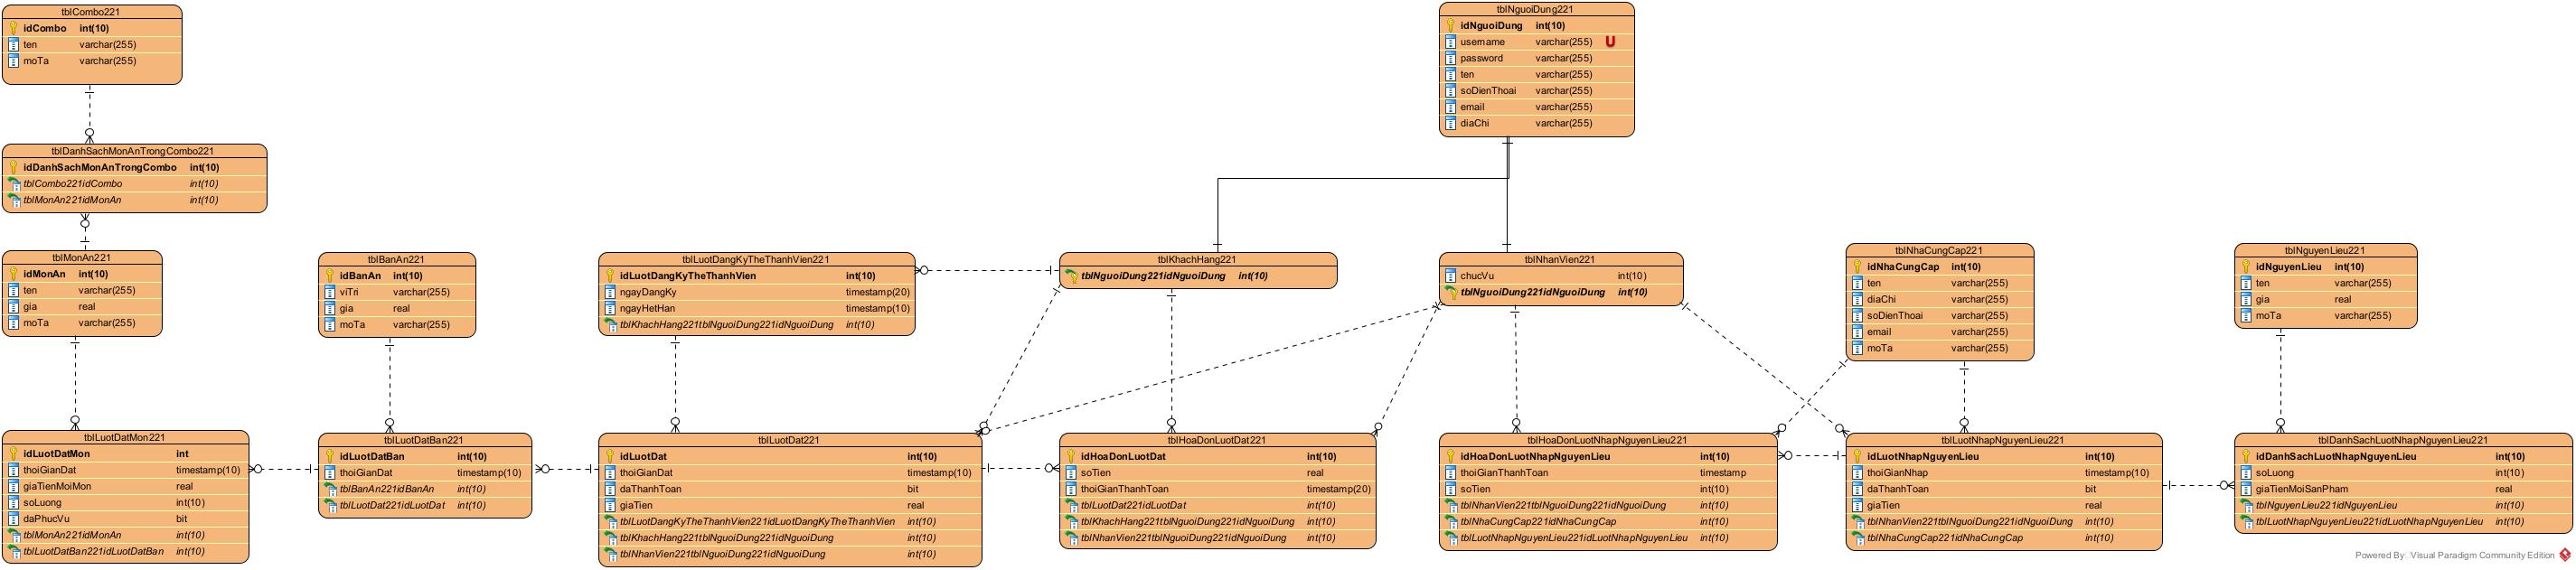 tblCombo221
idCombo int(10)
ten varchar(255)
moTa varchar(255)
tblDanhSachMonAnTrongCombo221
idDanhSachMonAnTrongCombo int(10)
tblCombo221idCombo int(10)
tblMonAn221idMonAn int(10)
tblMonAn221
idMonAn int(10)
ten varchar(255)
gia real
moTa varchar(255)
tblLuotDatMon221
idLuotDatMon int
thoiGianDat timestamp(10)
giaTienMoiMon real
soLuong int(10)
daPhucVu bit
tblMonAn221idMonAn int(10)
tblLuotDatBan221idLuotDatBan int(10)
tblBanAn221
idBanAn int(10)
viTri varchar(255)
gia real
moTa varchar(255)
tblLuotDatBan221
idLuotDatBan int(10)
thoiGianDat timestamp(10)
tblBanAn221idBanAn int(10)
tblLuotDat221idLuotDat int(10)
tblLuotDangKyTheThanhVien221
idLuotDangKyTheThanhVien int(10)
ngayDangKy timestamp(20)
ngayHetHan timestamp(10)
tblKhachHang221tblNguoiDung221idNguoiDung int(10)
tblLuotDat221
idLuotDat int(10)
thoiGianDat timestamp(10)
daThanhToan bit
giaTien real
tblLuotDangKyTheThanhVien221idLuotDangKyTheThanhVien int(10)
tblKhachHang221tblNguoiDung221idNguoiDung int(10)
tblNhanVien221tblNguoiDung221idNguoiDung int(10)
tblKhachHang221
tblNguoiDung221idNguoiDung int(10)
tblHoaDonLuotDat221
idHoaDonLuotDat int(10)
soTien real
thoiGianThanhToan timestamp(20)
tblLuotDat221idLuotDat int(10)
tblKhachHang221tblNguoiDung221idNguoiDung int(10)
tblNhanVien221tblNguoiDung221idNguoiDung int(10)
tblNguoiDung221
idNguoiDung int(10)
username varchar(255) U
password varchar(255)
ten varchar(255)
soDienThoai varchar(255)
email varchar(255)
diaChi varchar(255)
tblNhanVien221
chucVu int(10)
tblNguoiDung221idNguoiDung int(10)
tblHoaDonLuotNhapNguyenLieu221
idHoaDonLuotNhapNguyenLieu int(10)
thoiGianThanhToan timestamp
soTien int(10)
tblNhanVien221tblNguoiDung221idNguoiDung int(10)
tblNhaCungCap221idNhaCungCap int(10)
tblLuotNhapNguyenLieu221idLuotNhapNguyenLieu int(10)
tblNhaCungCap221
idNhaCungCap int(10)
ten varchar(255)
diaChi varchar(255)
soDienThoai varchar(255)
email varchar(255)
moTa varchar(255)
tblLuotNhapNguyenLieu221
idLuotNhapNguyenLieu int(10)
thoiGianNhap timestamp(10)
daThanhToan bit
giaTien real
tblNhanVien221tblNguoiDung221idNguoiDung int(10)
tblNhaCungCap221idNhaCungCap int(10)
tblNguyenLieu221
idNguyenLieu int(10)
ten varchar(255)
gia real
moTa varchar(255)
tblDanhSachLuotNhapNguyenLieu221
idDanhSachLuotNhapNguyenLieu int(10)
soLuong int(10)
giaTienMoiSanPham real
tblNguyenLieu221idNguyenLieu int(10)
tblLuotNhapNguyenLieu221idLuotNhapNguyenLieu int(10)
Powered By: Visual Paradigm Community Edition